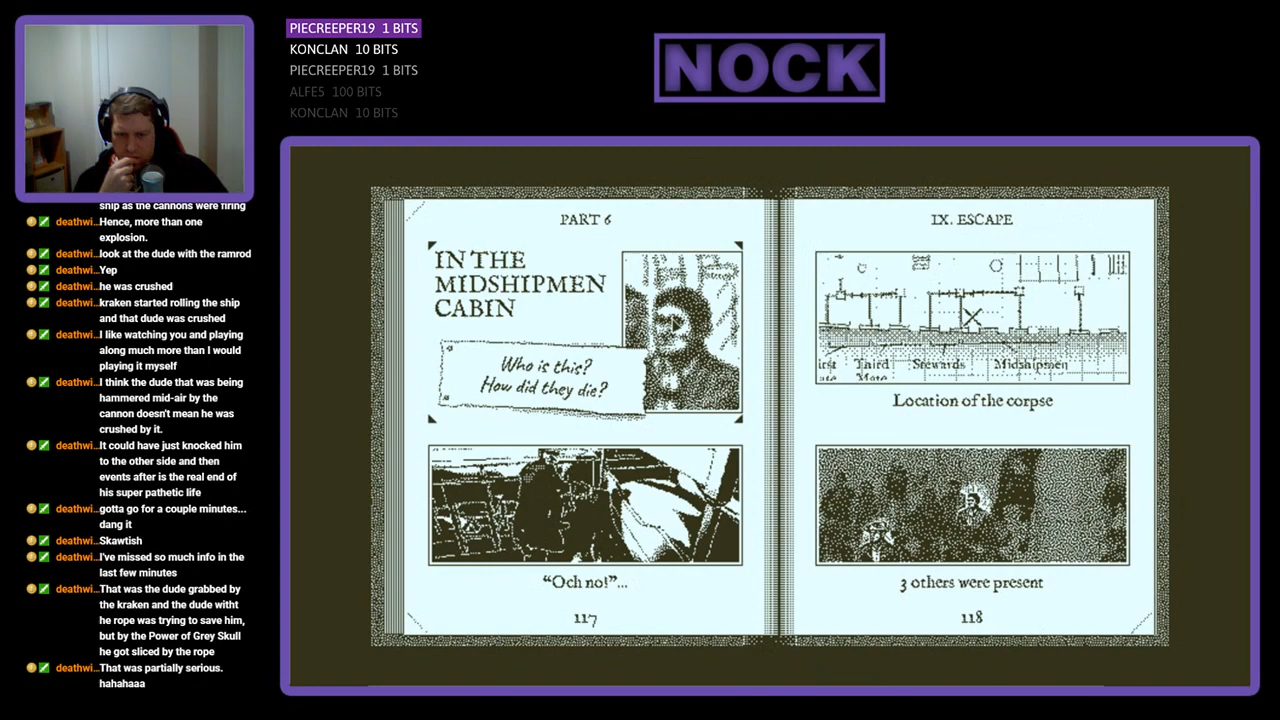 PIECREEPER19 1 BITS
KONCLAN 10 BITS
PIECREEPER19 1 BITS
ALFE5 100 BITS
KONCLAN 10 BITS
NOCK
ship as the cannons were firing
deathwi...Hence, more than one
explosion.
deathwi...look at the dude with the ramrod
deathwi...Yep
deathwi...he was crushed
deathwi...kraken started rolling the ship
and that dude was crushed
deathwi...I like watching you and playing
along much more than I would
playing it myself
deathwi...I think the dude that was being
hammered mid-air by the
cannon doesn't mean he was
crushed by it.
deathwi...It could have just knocked him
to the other side and then
events after is the real end of
his super pathetic life
deathwi...gotta go for a couple minutes...
dang it
deathwi...Skawtish
deathwi...I've missed so much info in the
last few minutes
deathwi...That was the dude grabbed by
the kraken and the dude witht
he rope was trying to save him,
but by the Power of Grey Skull
he got sliced by the rope
deathwi...That was partially serious.
hahahaaa
PART 6
IN THE
MIDSHIPMEN
CABIN
Who is this?
How did they die?
"Och no!"...
117
IX. ESCAPE
Third Stewards Midshipmen
Mate
Location of the corpse
3 others were present
118